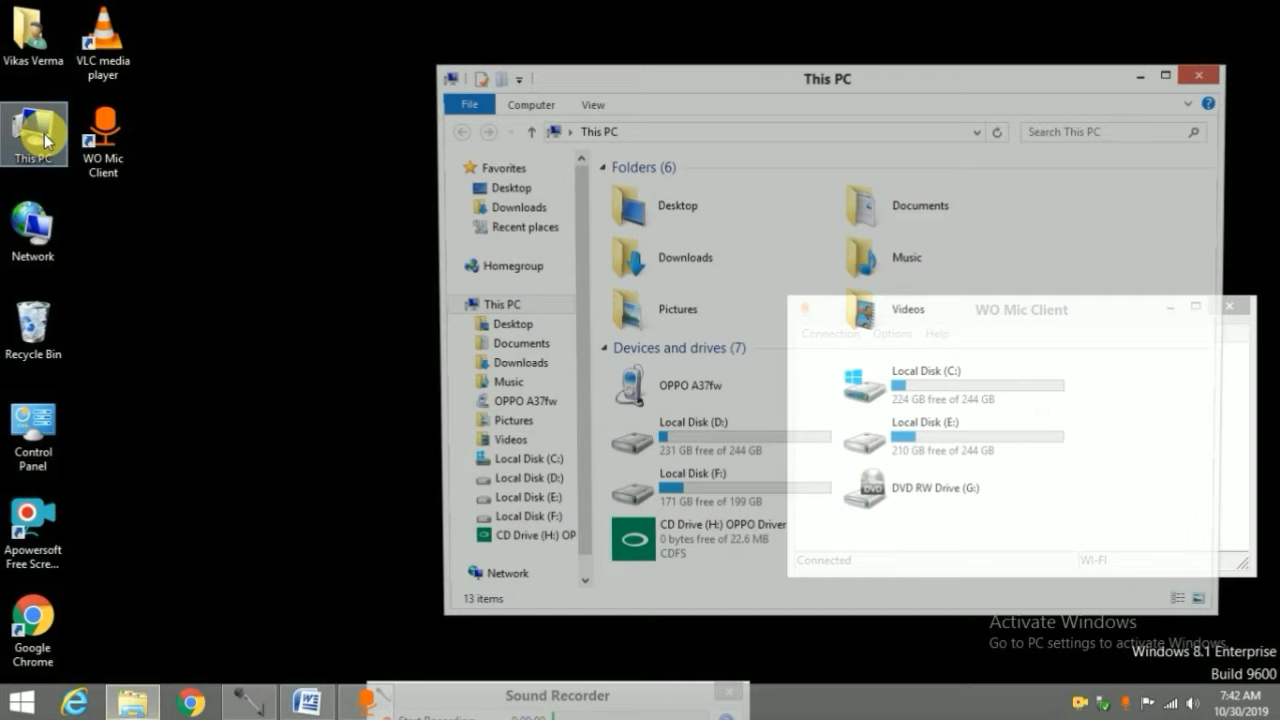 Vikas Verma
VLC media
player
This PC
WO Mic
Client
Network
Recycle Bin
Control
Panel
Apowersoft
Free Scre...
Google
Chrome
This PC
File
Computer
View
This PC
Search This PC
Favorites
Desktop
Downloads
Recent places
Homegroup
This PC
Desktop
Documents
Downloads
Music
OPPO A37fw
Pictures
Videos
Local Disk (C:)
Local Disk (D:)
Local Disk (E:)
Local Disk (F:)
CD Drive (H:) OP
Network
13 items
Folders (6)
Desktop
Documents
Downloads
Music
Pictures
Videos
Devices and drives (7)
OPPO A37fw
Local Disk (C:)
224 GB free of 244 GB
Local Disk (D:)
231 GB free of 244 GB
Local Disk (E:)
210 GB free of 244 GB
Local Disk (F:)
171 GB free of 199 GB
DVD RW Drive (G:)
CD Drive (H:) OPPO Driver
0 bytes free of 22.6 MB
CDFS
WO Mic Client
Connection Options Help
Connected
WI-FI
Activate Windows
Go to PC settings to activate Windows.
Windows 8.1 Enterprise
Build 9600
Sound Recorder
Start Recording
0:00:00
7:42 AM
10/30/2019